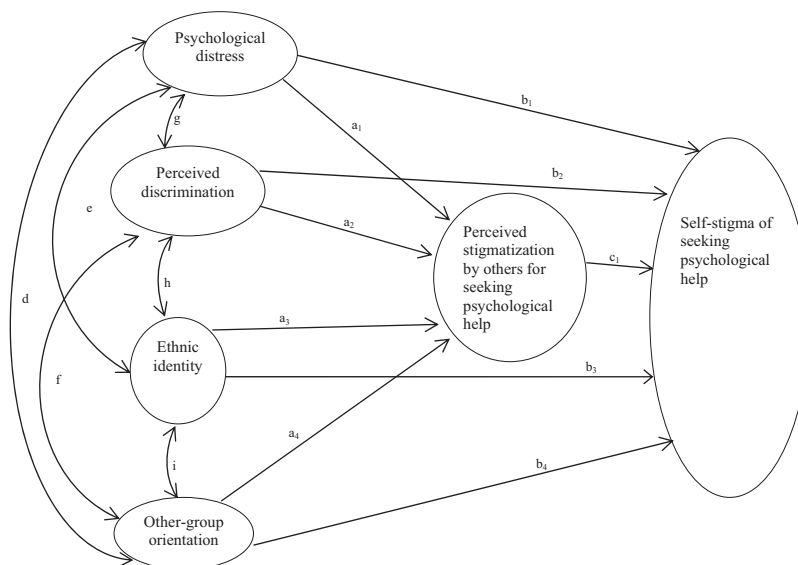 Psychological
distress
b1
g
a1
Perceived
discrimination
b2
e
a2
Perceived
stigmatization
by others for
seeking
psychological
help
Self-stigma of
seeking
psychological
help
c1
d
h
a3
Ethnic
identity
b3
f
a4
i
b4
Other-group
orientation